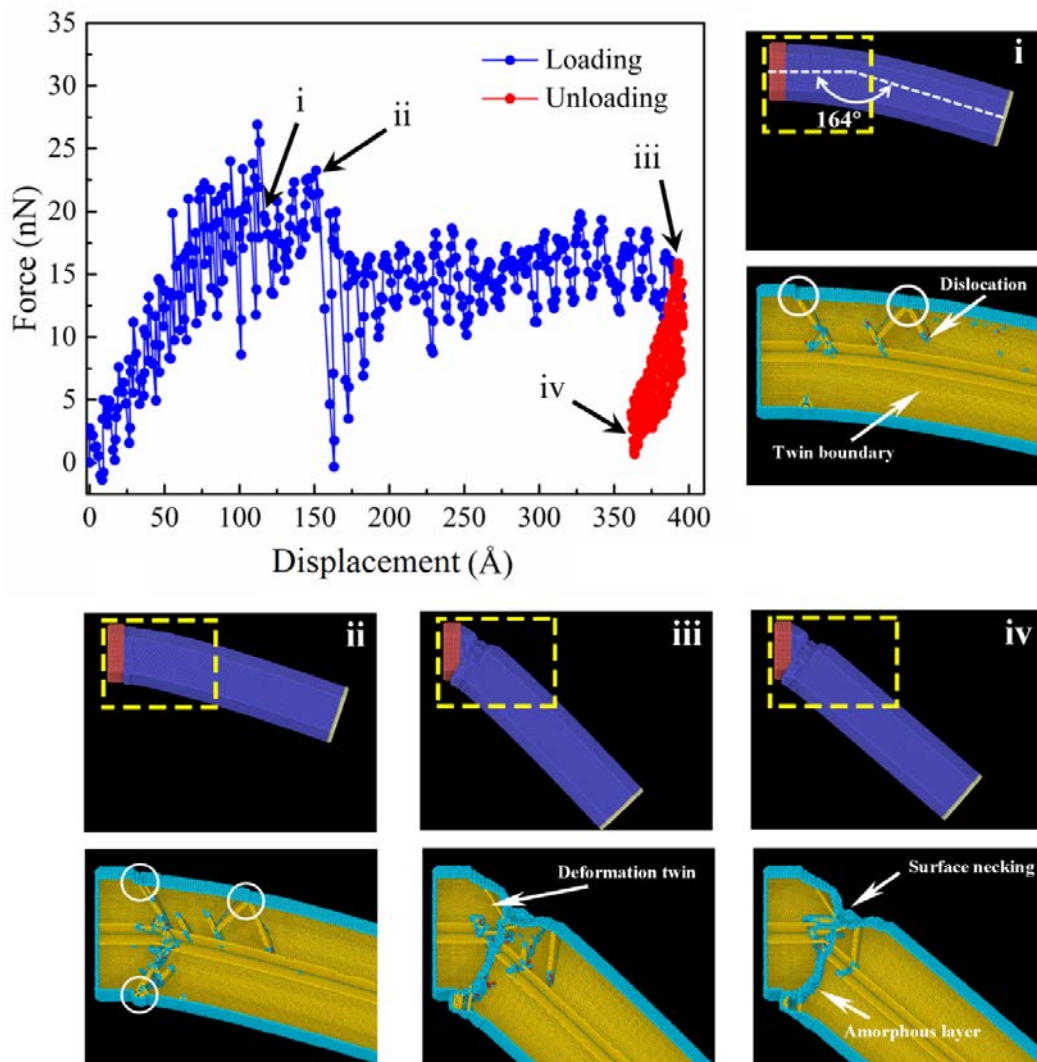 35
30
25
20
15
10
5
0
Force (nN)
0 50 100 150 200 250 300 350 400
Displacement (Å)
Loading
Unloading
i
ii
iii
iv
i
164°
Dislocation
Twin boundary
ii
iii
iv
Deformation twin
Surface necking
Amorphous layer